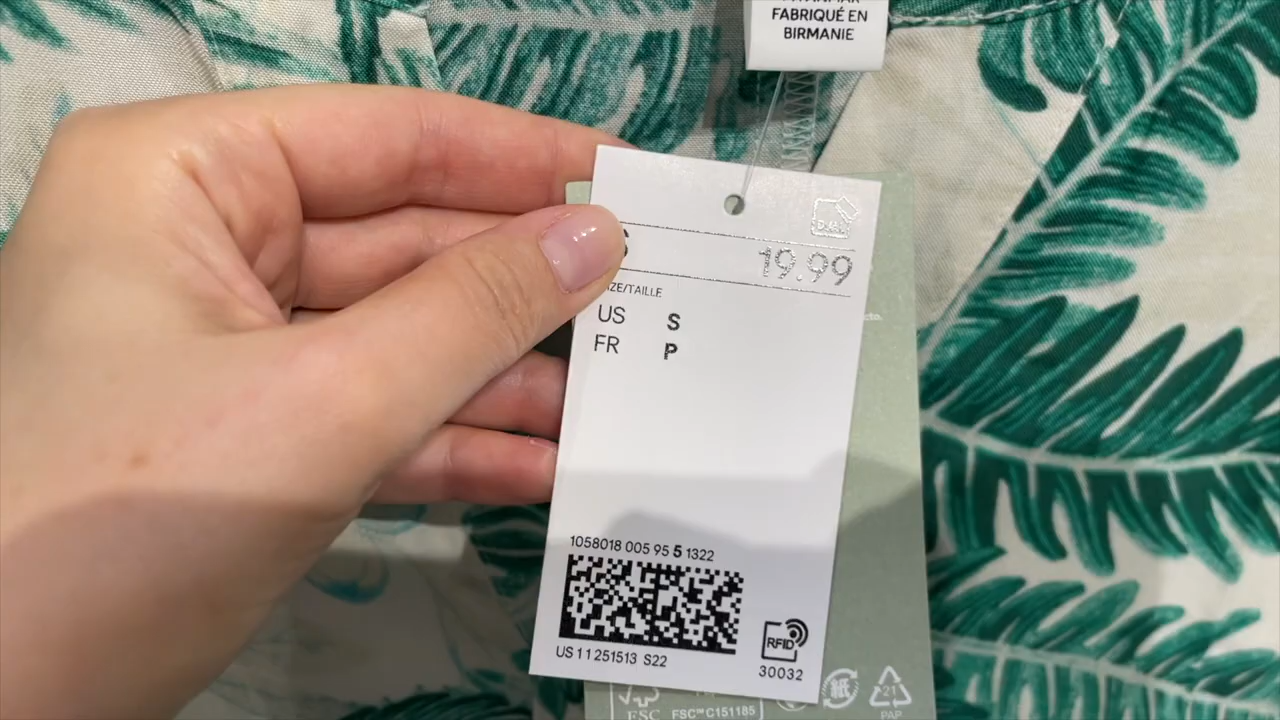 FABRIQUÉ EN
BIRMANIE
19.99
ZE/TAILLE
US S
FR P
1058018 005 95 5 1322
US 11251513 S22
RFID
30032
紙
21
PAP
FSC
FSC™ C151185